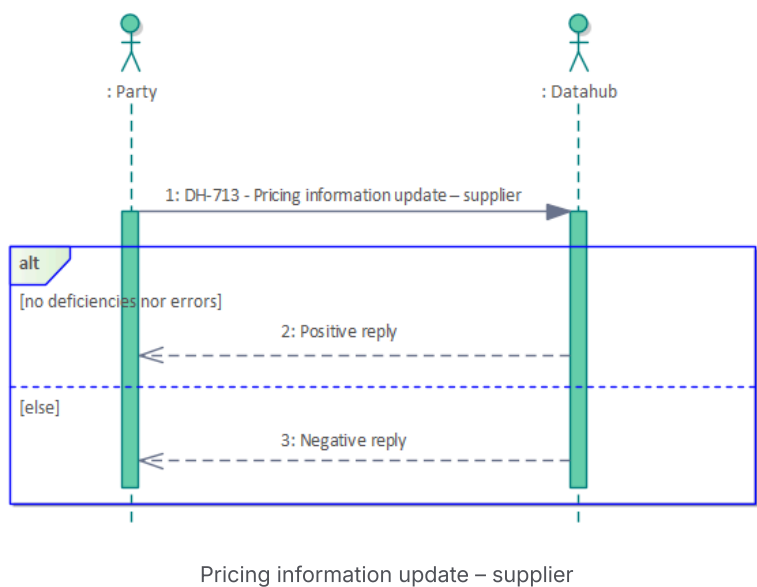 : Party
: Datahub
1: DH-713 - Pricing information update – supplier
alt
[no deficiencies nor errors]
2: Positive reply
[else]
3: Negative reply
Pricing information update – supplier